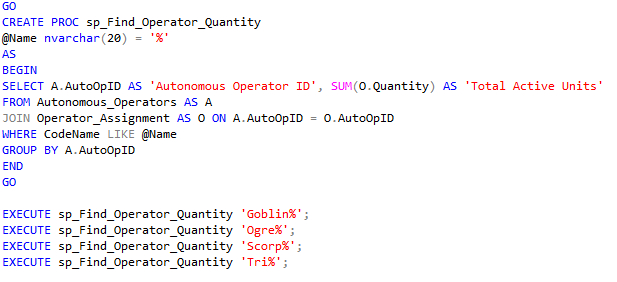 GO
CREATE PROC sp_Find_Operator_Quantity
@Name nvarchar(20) = '%'
AS
BEGIN
SELECT A.AutoOpID AS 'Autonomous Operator ID', SUM(O.Quantity) AS 'Total Active Units'
FROM Autonomous_Operators AS A
JOIN Operator_Assignment AS O ON A.AutoOpID = O.AutoOpID
WHERE CodeName LIKE @Name
GROUP BY A.AutoOpID
END
GO
EXECUTE sp_Find_Operator_Quantity 'Goblin%';
EXECUTE sp_Find_Operator_Quantity 'Ogre%';
EXECUTE sp_Find_Operator_Quantity 'Scorp%';
EXECUTE sp_Find_Operator_Quantity 'Tri%';